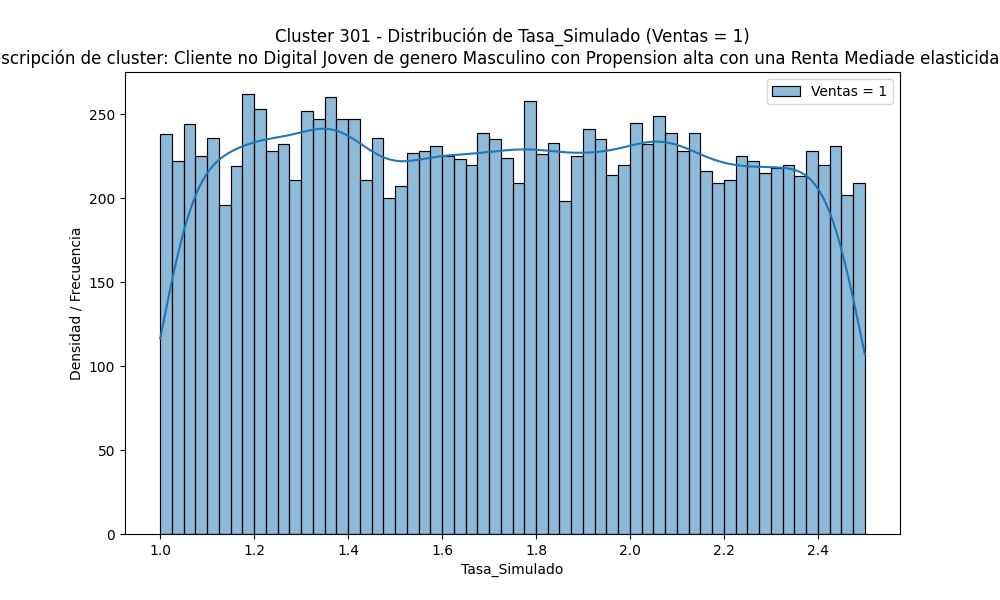 Cluster 301 - Distribución de Tasa_Simulado (Ventas = 1)
scripción de cluster: Cliente no Digital Joven de genero Masculino con Propension alta con una Renta Mediade elasticida
Ventas = 1
250
200
150
100
50
0
Densidad / Frecuencia
1.0 1.2 1.4 1.6 1.8 2.0 2.2 2.4
Tasa_Simulado